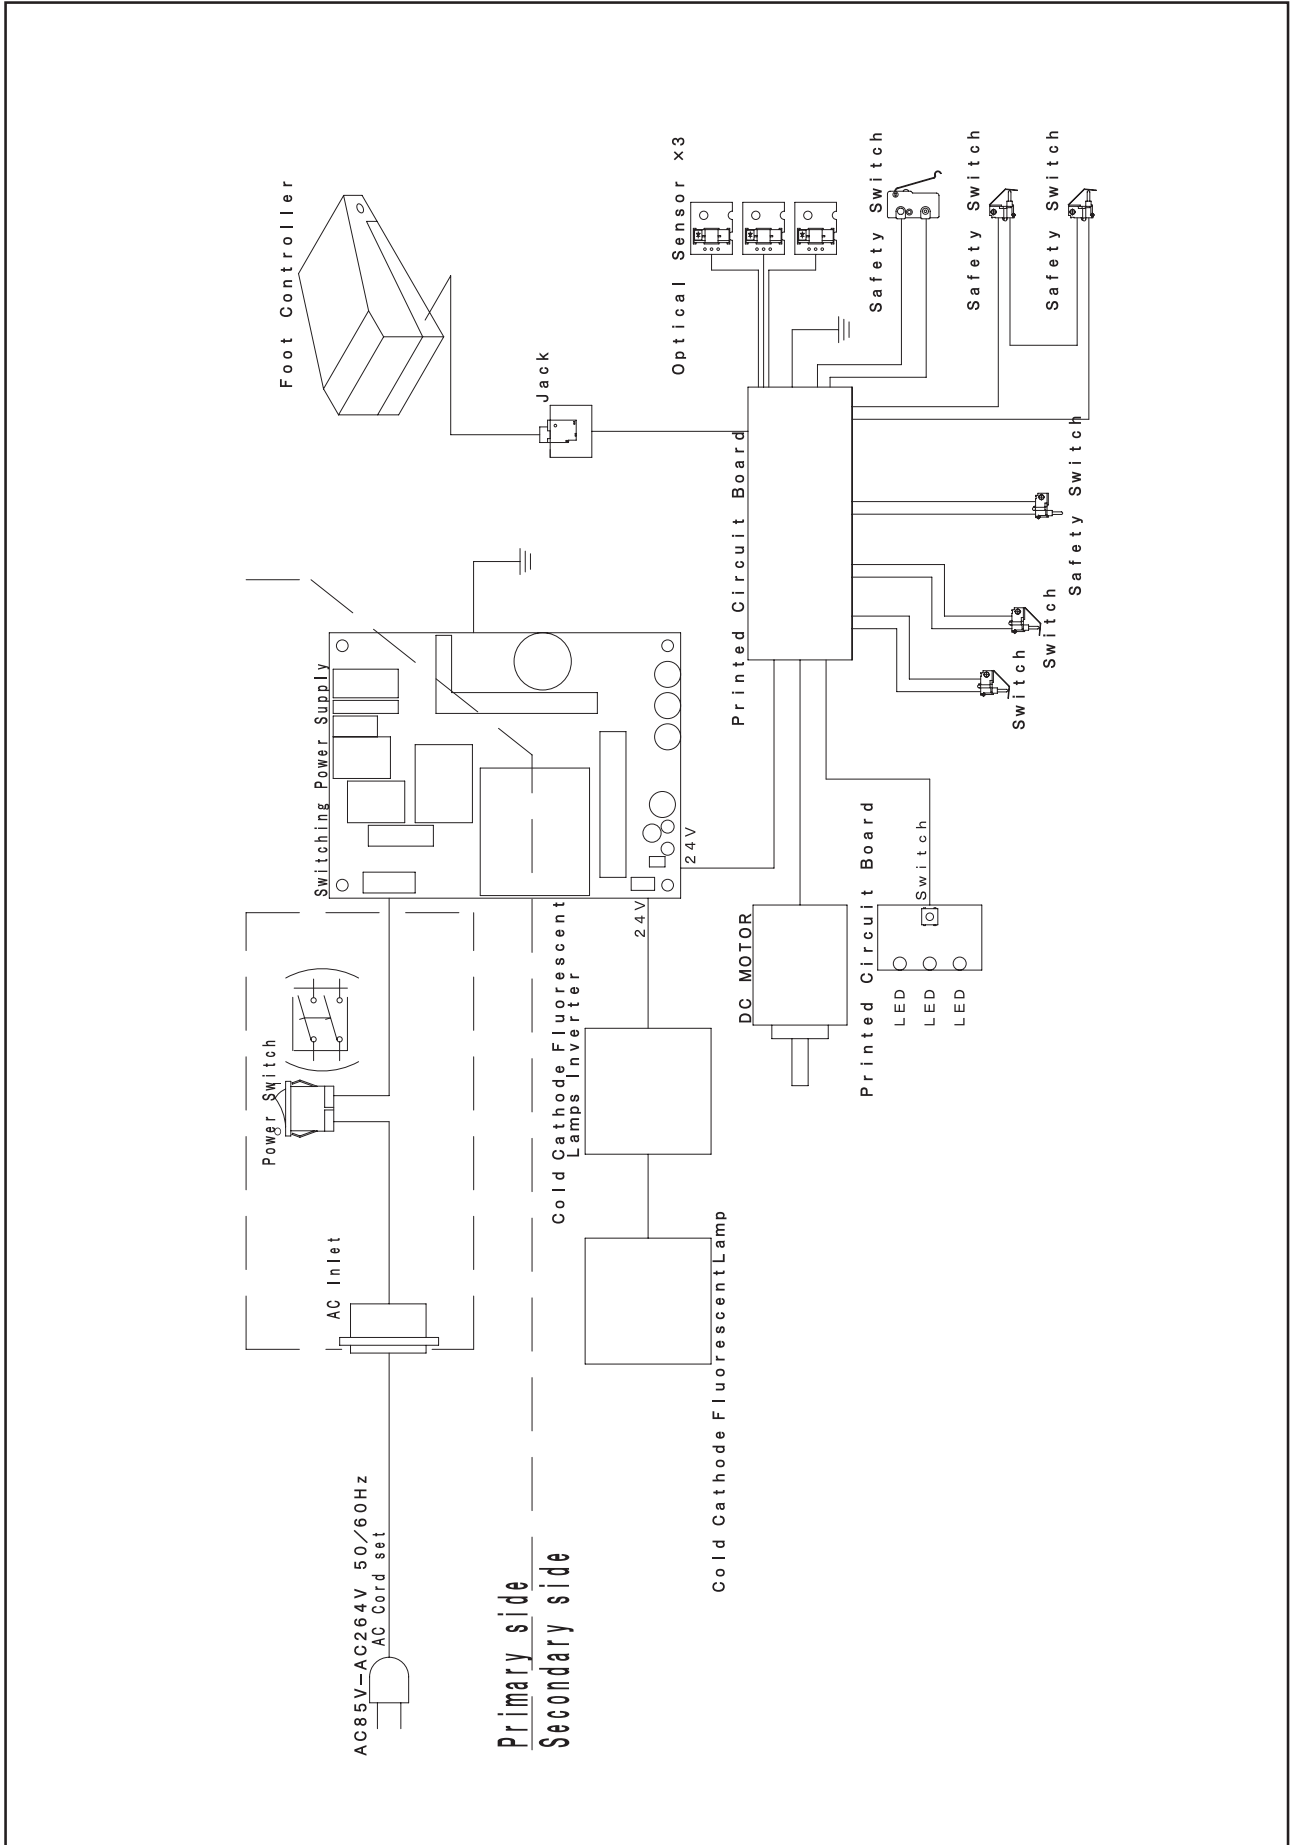 AC85V-AC264V 50/60Hz
AC Cord set
AC Inlet
Power Switch
Switching Power Supply
Foot Controller
Primary side
Secondary side
Cold Cathode Fluorescent
Lamps Inverter
24V
24V
Jack
Cold Cathode Fluorescent Lamp
DC MOTOR
Printed Circuit Board
Optical Sensor ×3
Printed Circuit Board
Switch
LED
LED
LED
Safety Switch
Safety Switch
Safety Switch
Safety Switch
Switch
Switch